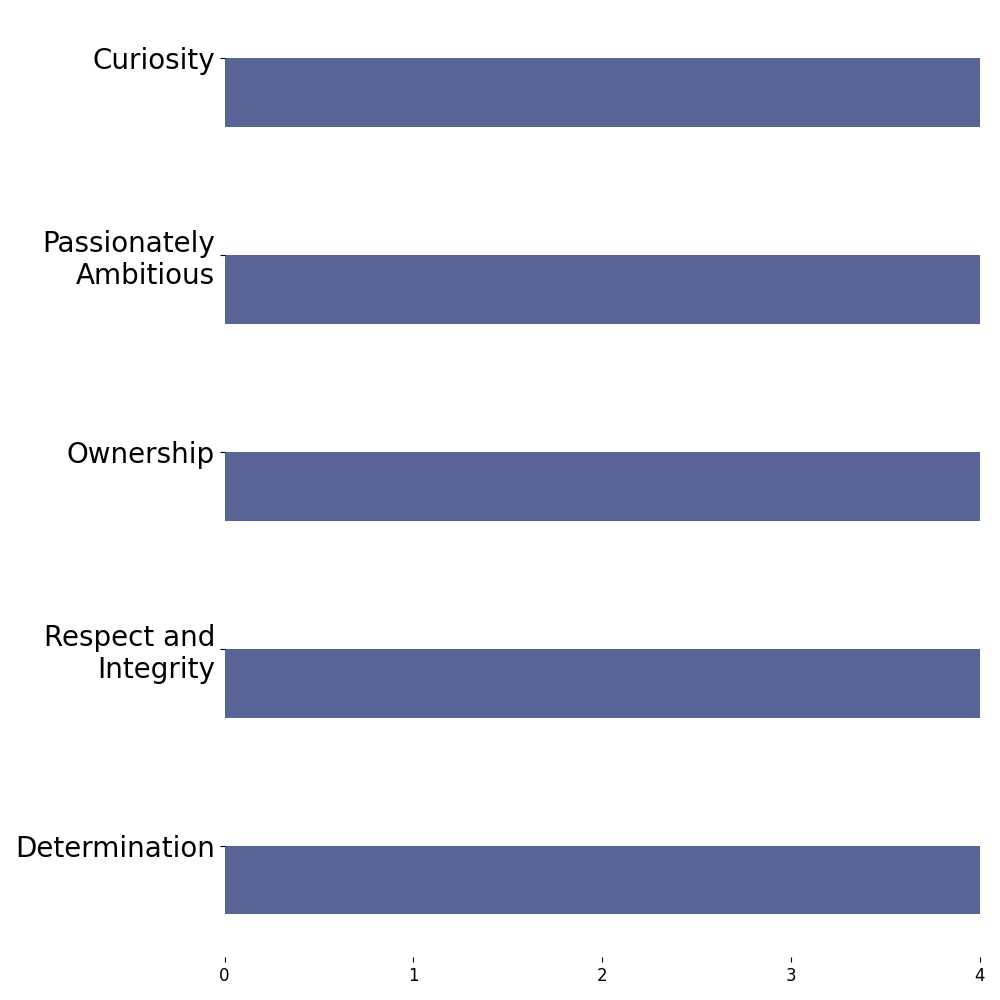 Curiosity
Passionately
Ambitious
Ownership
Respect and
Integrity
Determination
0 1 2 3 4